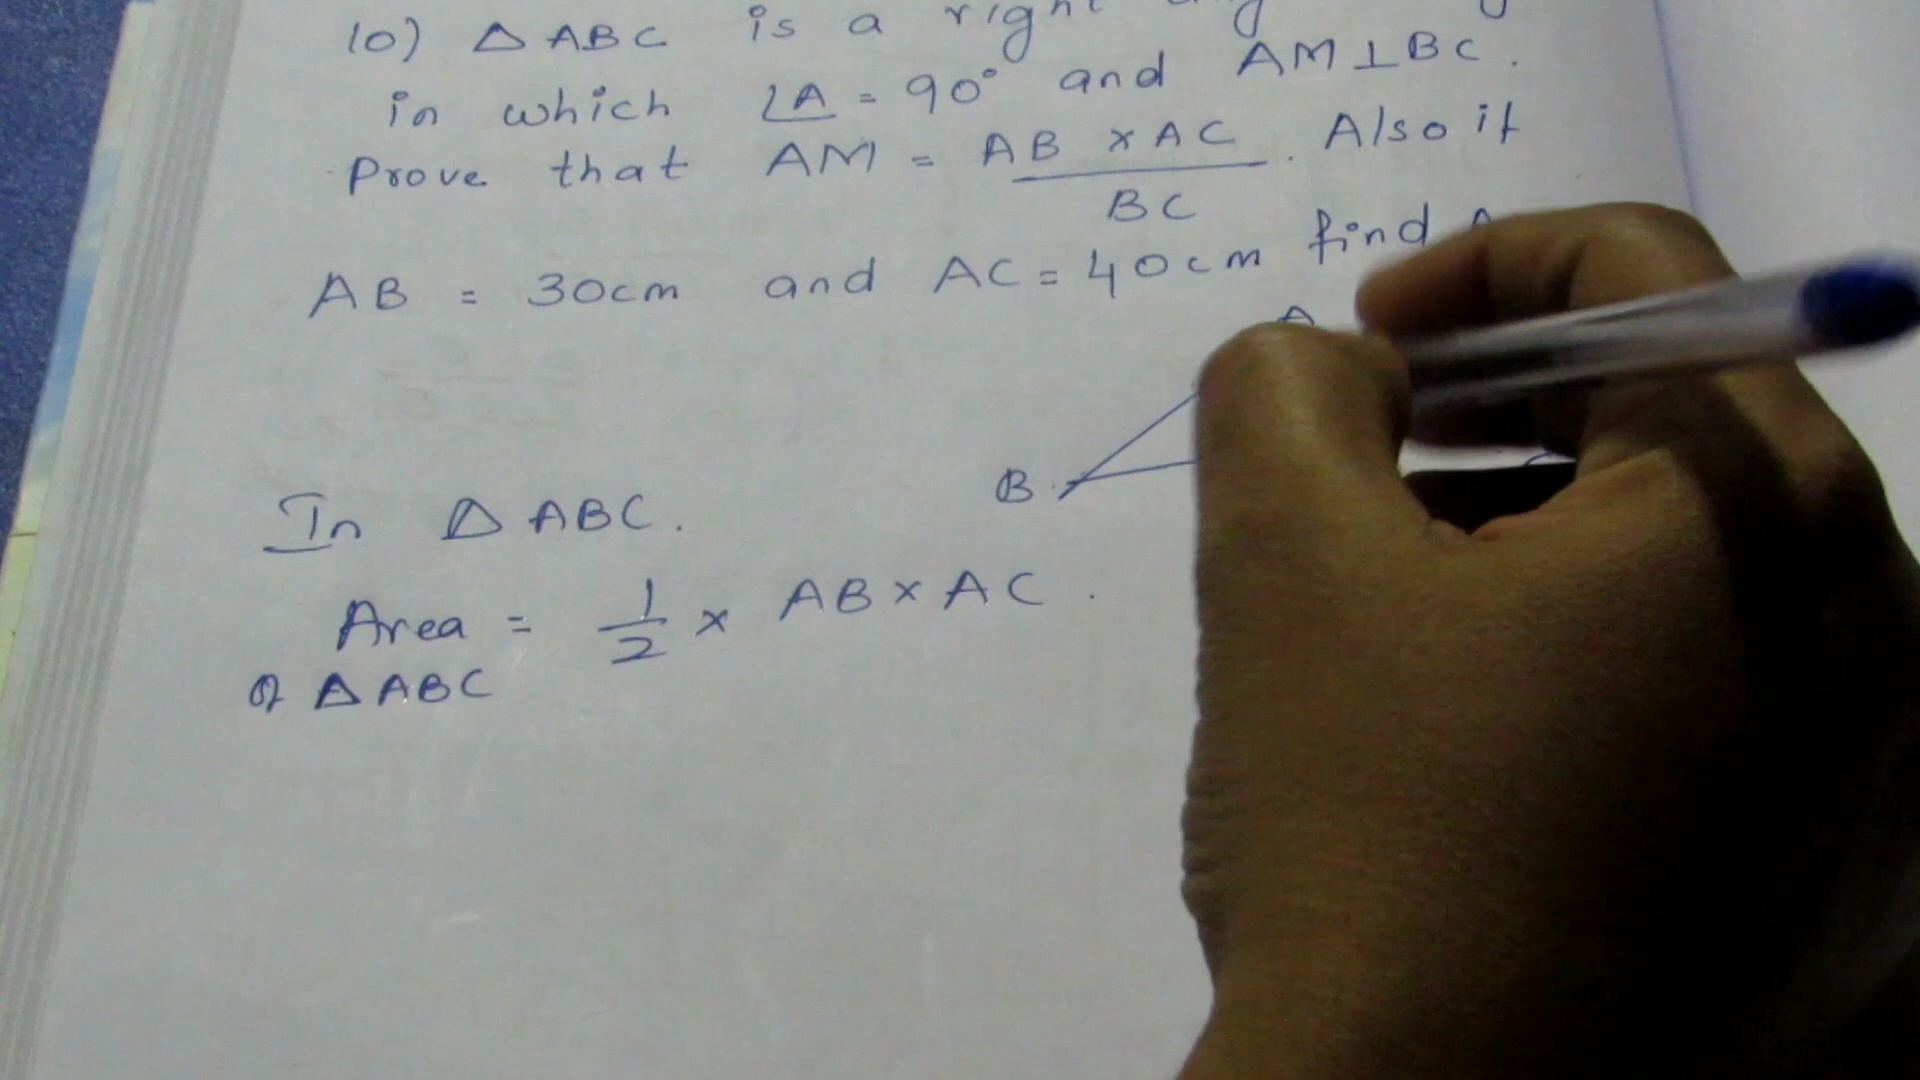 10) △ ABC is a right
in which ∠A = 90° and AM⊥BC.
Prove that AM = AB × AC / BC. Also if
AB = 30cm and AC = 40cm find
A
B
In △ ABC.
Area = 1/2 × AB × AC.
of △ ABC